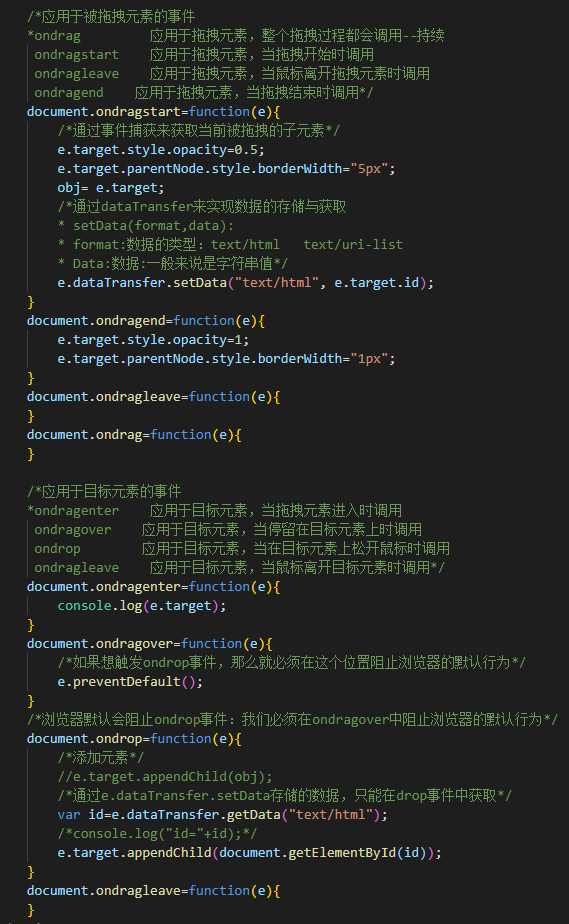 /*应用于被拖拽元素的事件
*ondrag         应用于拖拽元素，整个拖拽过程都会调用--持续
 ondragstart    应用于拖拽元素，当拖拽开始时调用
 ondragleave    应用于拖拽元素，当鼠标离开拖拽元素时调用
 ondragend    应用于拖拽元素，当拖拽结束时调用*/
document.ondragstart=function(e){
    /*通过事件捕获来获取当前被拖拽的子元素*/
    e.target.style.opacity=0.5;
    e.target.parentNode.style.borderWidth="5px";
    obj= e.target;
    /*通过dataTransfer来实现数据的存储与获取
    * setData(format,data):
    * format:数据的类型：text/html   text/uri-list
    * Data:数据:一般来说是字符串值*/
    e.dataTransfer.setData("text/html", e.target.id);
}
document.ondragend=function(e){
    e.target.style.opacity=1;
    e.target.parentNode.style.borderWidth="1px";
}
document.ondragleave=function(e){
}
document.ondrag=function(e){
}
/*应用于目标元素的事件
*ondragenter    应用于目标元素，当拖拽元素进入时调用
 ondragover    应用于目标元素，当停留在目标元素上时调用
 ondrop        应用于目标元素，当在目标元素上松开鼠标时调用
 ondragleave    应用于目标元素，当鼠标离开目标元素时调用*/
document.ondragenter=function(e){
    console.log(e.target);
}
document.ondragover=function(e){
    /*如果想触发ondrop事件，那么就必须在这个位置阻止浏览器的默认行为*/
    e.preventDefault();
}
/*浏览器默认会阻止ondrop事件：我们必须在ondragover中阻止浏览器的默认行为*/
document.ondrop=function(e){
    /*添加元素*/
    //e.target.appendChild(obj);
    /*通过e.dataTransfer.setData存储的数据，只能在drop事件中获取*/
    var id=e.dataTransfer.getData("text/html");
    /*console.log("id="+id);*/
    e.target.appendChild(document.getElementById(id));
}
document.ondragleave=function(e){
}